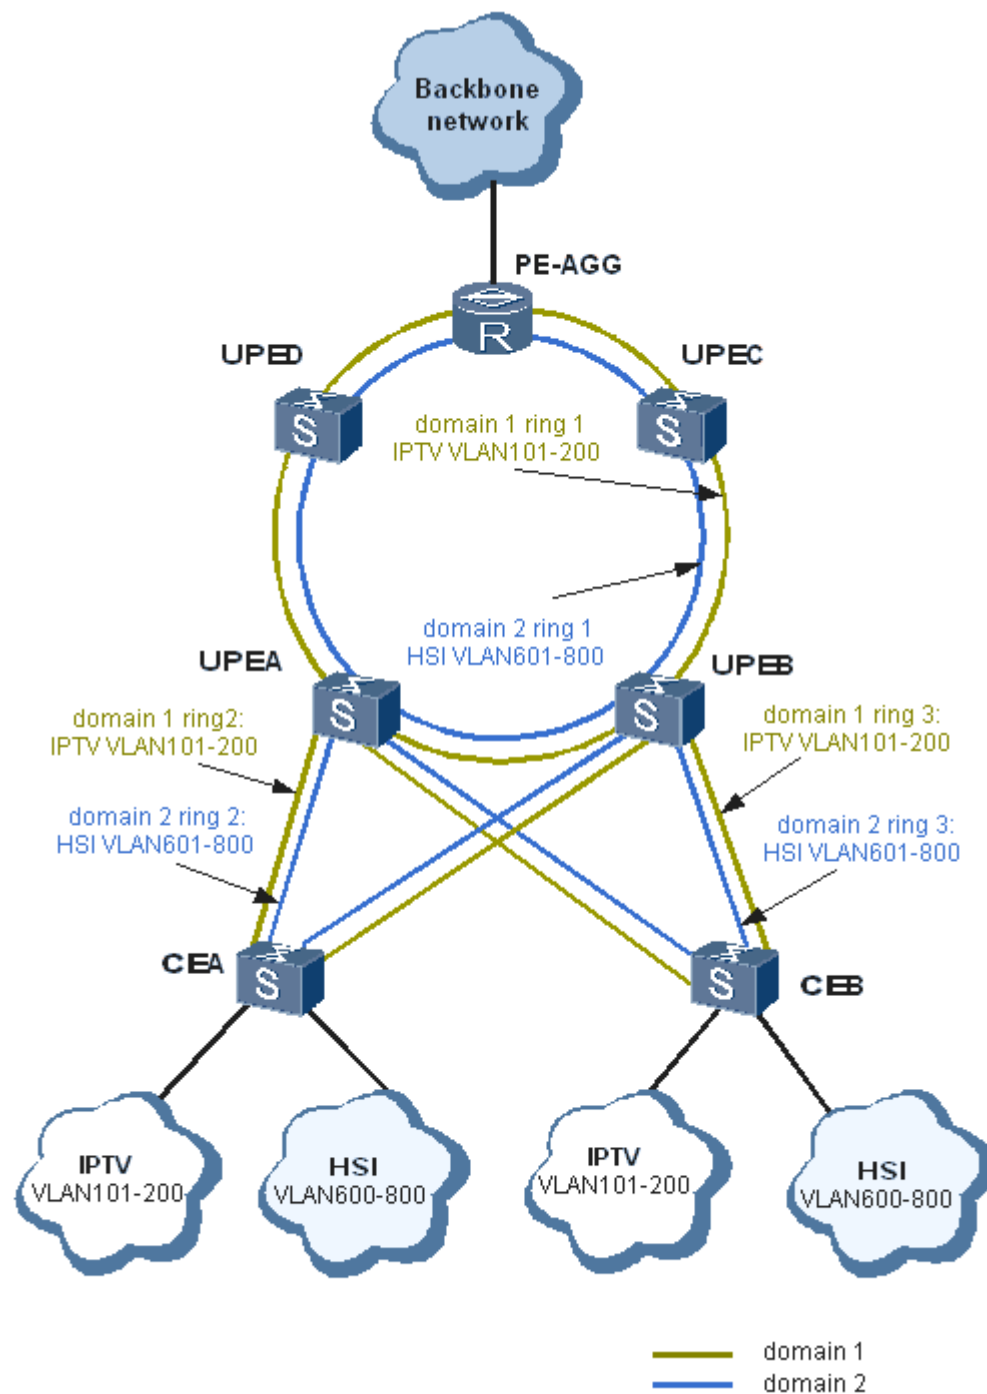 Backbone
network
PE-AGG
UPED
UPEC
R
S
S
domain 1 ring 1
IPTV VLAN101-200
domain 2 ring 1
HSI VLAN601-800
UPEA
UPEB
S
S
domain 1 ring2:
IPTV VLAN101-200
domain 1 ring 3:
IPTV VLAN101-200
domain 2 ring 2:
HSI VLAN601-800
domain 2 ring 3:
HSI VLAN601-800
CEA
S
S
CEB
IPTV
VLAN101-200
HSI
VLAN600-800
IPTV
VLAN101-200
HSI
VLAN600-800
domain 1
domain 2